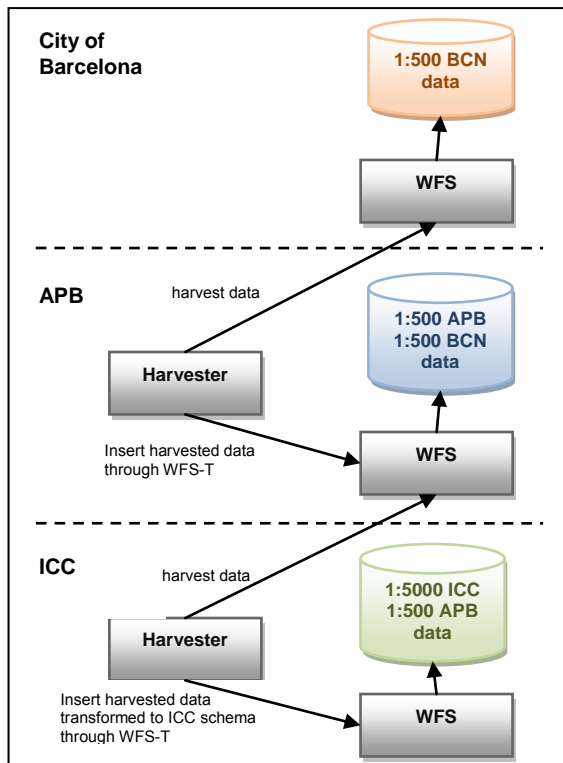 City of
Barcelona
1:500 BCN
data
WFS
harvest data
APB
1:500 APB
1:500 BCN
data
Harvester
Insert harvested data
through WFS-T
WFS
ICC
harvest data
1:5000 ICC
1:500 APB
data
Harvester
Insert harvested data
transformed to ICC schema
through WFS-T
WFS